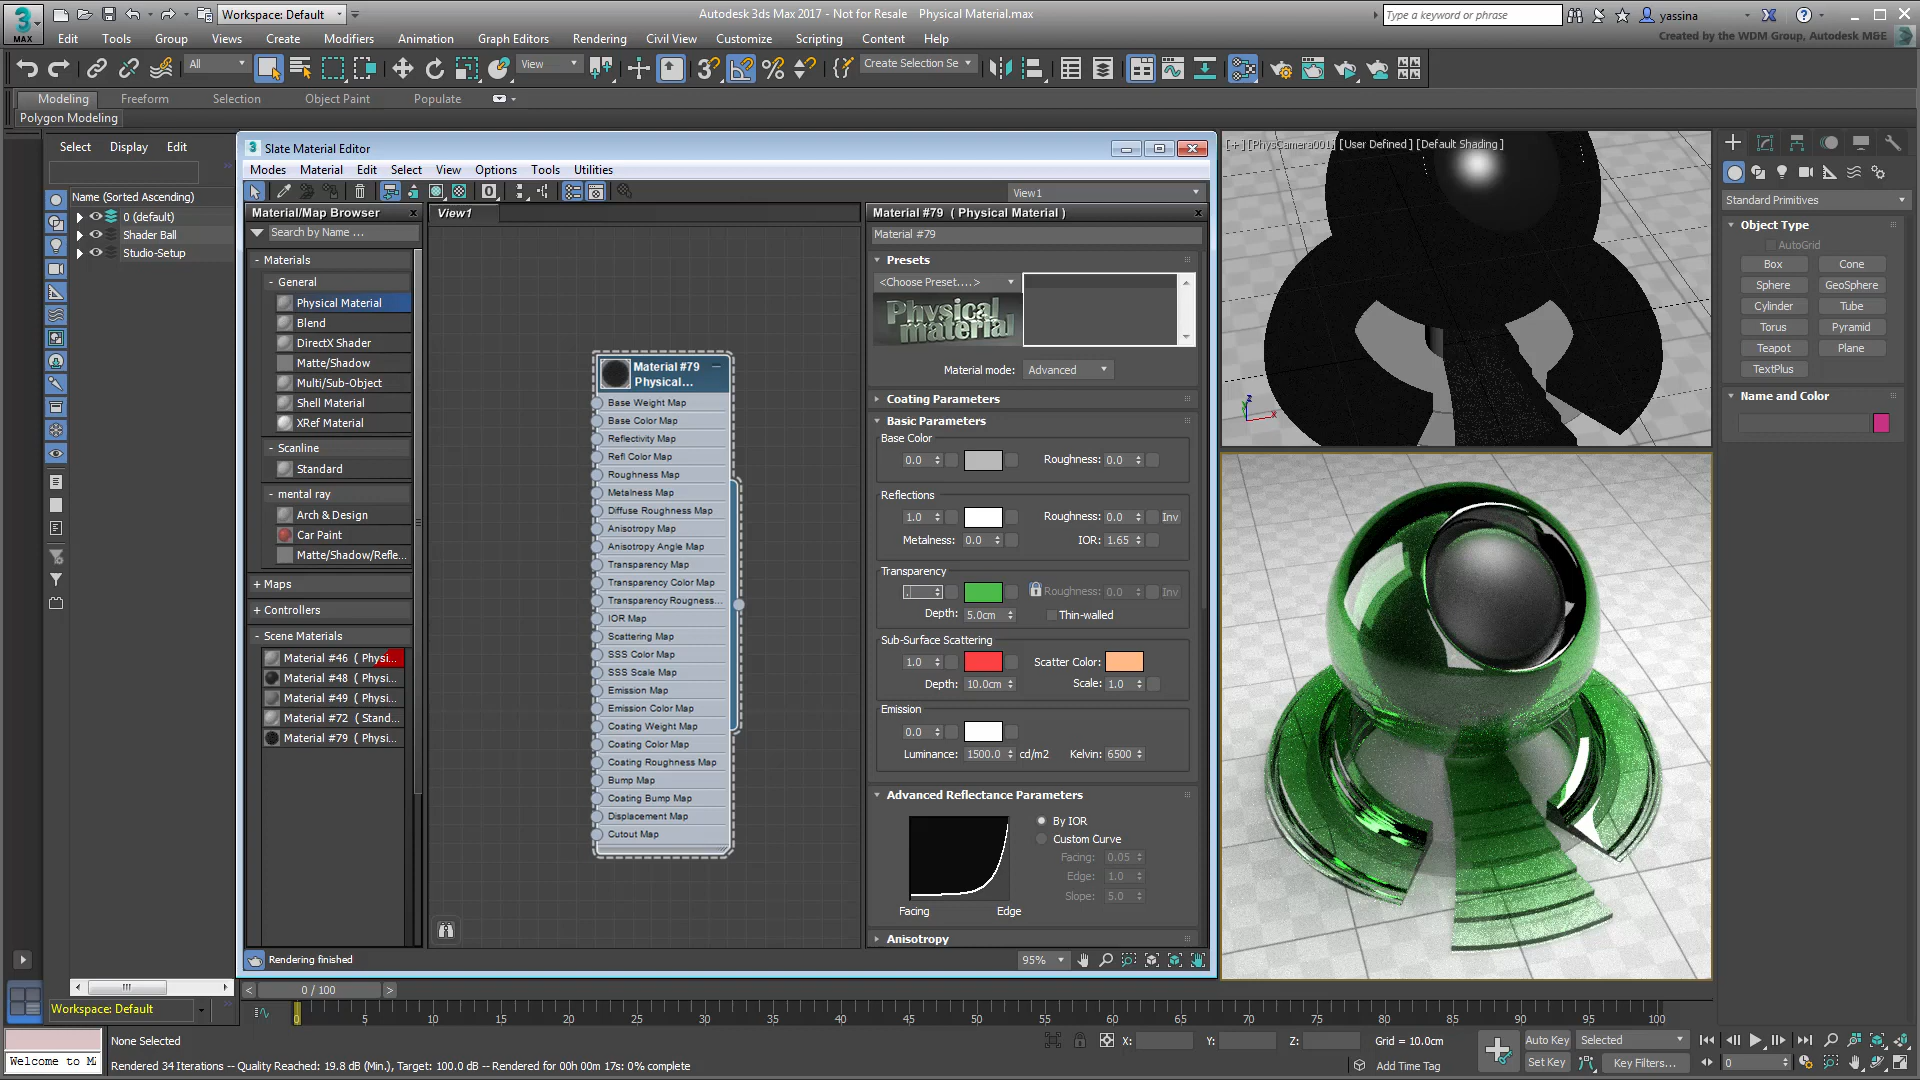 Workspace: Default
Autodesk 3ds Max 2017 - Not for Resale Physical Material.max
Type a keyword or phrase
yassina
MAX
Edit Tools Group Views Create Modifiers Animation Graph Editors Rendering Civil View Customize Scripting Content Help
Created by the WDM Group, Autodesk M&E
All
View
Create Selection Se
Modeling Freeform Selection Object Paint Populate
Polygon Modeling
Select Display Edit
Name (Sorted Ascending)
0 (default)
Shader Ball
Studio-Setup
Slate Material Editor
Modes Material Edit Select View Options Tools Utilities
View1
Material/Map Browser
Search by Name ...
- Materials
- General
Physical Material
Blend
DirectX Shader
Matte/Shadow
Multi/Sub-Object
Shell Material
XRef Material
- Scanline
Standard
- mental ray
Arch & Design
Car Paint
Matte/Shadow/Refle...
+ Maps
+ Controllers
- Scene Materials
Material #46 ( Physi...
Material #48 ( Physi...
Material #49 ( Physi...
Material #72 ( Stand...
Material #79 ( Physi...
View1
Material #79
Physical...
Base Weight Map
Base Color Map
Reflectivity Map
Refl Color Map
Roughness Map
Metalness Map
Diffuse Roughness Map
Anisotropy Map
Anisotropy Angle Map
Transparency Map
Transparency Color Map
Transparency Rougness...
IOR Map
Scattering Map
SSS Color Map
SSS Scale Map
Emission Map
Emission Color Map
Coating Weight Map
Coating Color Map
Coating Roughness Map
Bump Map
Coating Bump Map
Displacement Map
Cutout Map
Material #79 ( Physical Material )
Material #79
Presets
<Choose Preset....>
Physical material
Material mode: Advanced
Coating Parameters
Basic Parameters
Base Color
0.0 Roughness: 0.0
Reflections
1.0 Roughness: 0.0 Inv
Metalness: 0.0 IOR: 1.65
Transparency
. Roughness: 0.0 Inv
Depth: 5.0cm Thin-walled
Sub-Surface Scattering
1.0 Scatter Color:
Depth: 10.0cm Scale: 1.0
Emission
0.0
Luminance: 1500.0 cd/m2 Kelvin: 6500
Advanced Reflectance Parameters
By IOR
Custom Curve
Facing: 0.05
Edge: 1.0
Slope: 5.0
Facing Edge
Anisotropy
Rendering finished
95%
[+] [PhysCamera001] [User Defined ] [Default Shading ]
z
x
Standard Primitives
Object Type
AutoGrid
Box Cone
Sphere GeoSphere
Cylinder Tube
Torus Pyramid
Teapot Plane
TextPlus
Name and Color
< 0 / 100 >
Workspace: Default
0 5 10 15 20 25 30 35 40 45 50 55 60 65 70 75 80 85 90 95 100
None Selected
X: Y: Z: Grid = 10.0cm
Auto Key Selected
Welcome to M
Rendered 34 Iterations -- Quality Reached: 19.8 dB (Min.), Target: 100.0 dB -- Rendered for 00h 00m 17s: 0% complete
Add Time Tag
Set Key Key Filters...
0